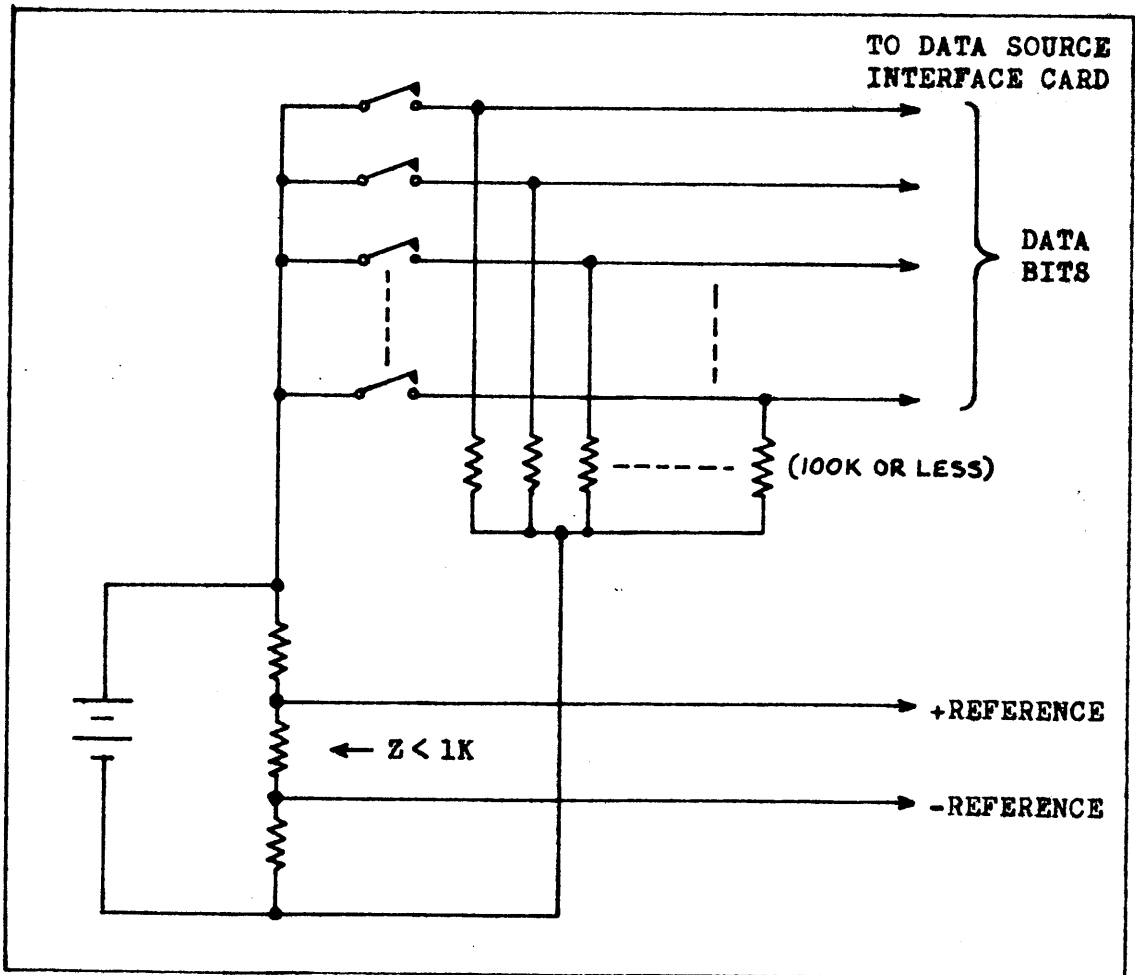 TO DATA SOURCE
INTERFACE CARD
DATA
BITS
(100K OR LESS)
+REFERENCE
← Z < 1K
-REFERENCE